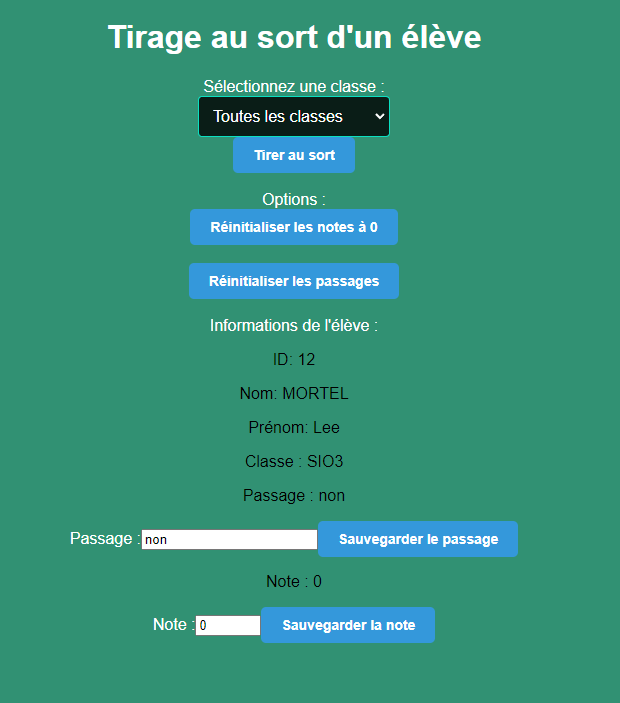 Tirage au sort d'un élève
Sélectionnez une classe :
Toutes les classes
Tirer au sort
Options :
Réinitialiser les notes à 0
Réinitialiser les passages
Informations de l'élève :
ID: 12
Nom: MORTEL
Prénom: Lee
Classe : SIO3
Passage : non
Passage : non Sauvegarder le passage
Note : 0
Note : 0 Sauvegarder la note